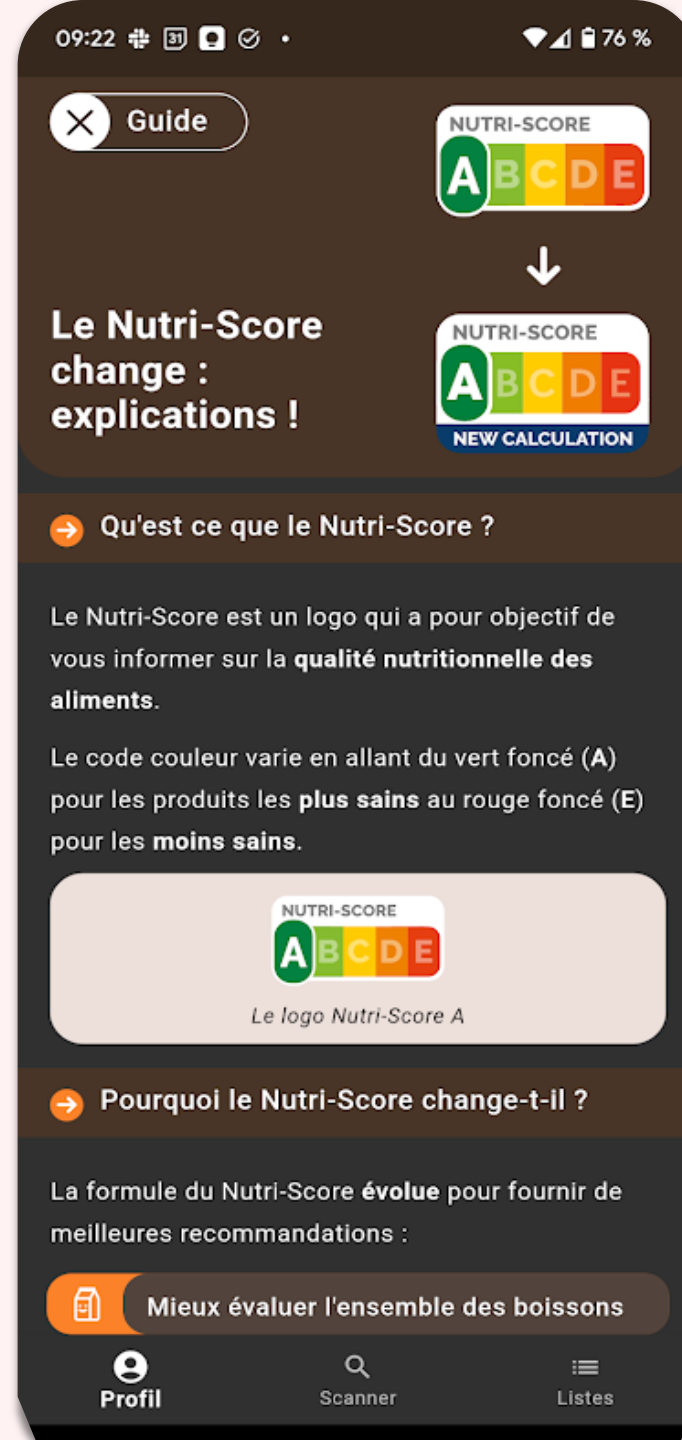 09:22
31
76 %
Guide
NUTRI-SCORE
A B C D E
Le Nutri-Score
change :
explications !
NUTRI-SCORE
A B C D E
NEW CALCULATION
Qu'est ce que le Nutri-Score ?
Le Nutri-Score est un logo qui a pour objectif de
vous informer sur la qualité nutritionnelle des
aliments.
Le code couleur varie en allant du vert foncé (A)
pour les produits les plus sains au rouge foncé (E)
pour les moins sains.
NUTRI-SCORE
A B C D E
Le logo Nutri-Score A
Pourquoi le Nutri-Score change-t-il ?
La formule du Nutri-Score évolue pour fournir de
meilleures recommandations :
Mieux évaluer l'ensemble des boissons
Profil
Scanner
Listes